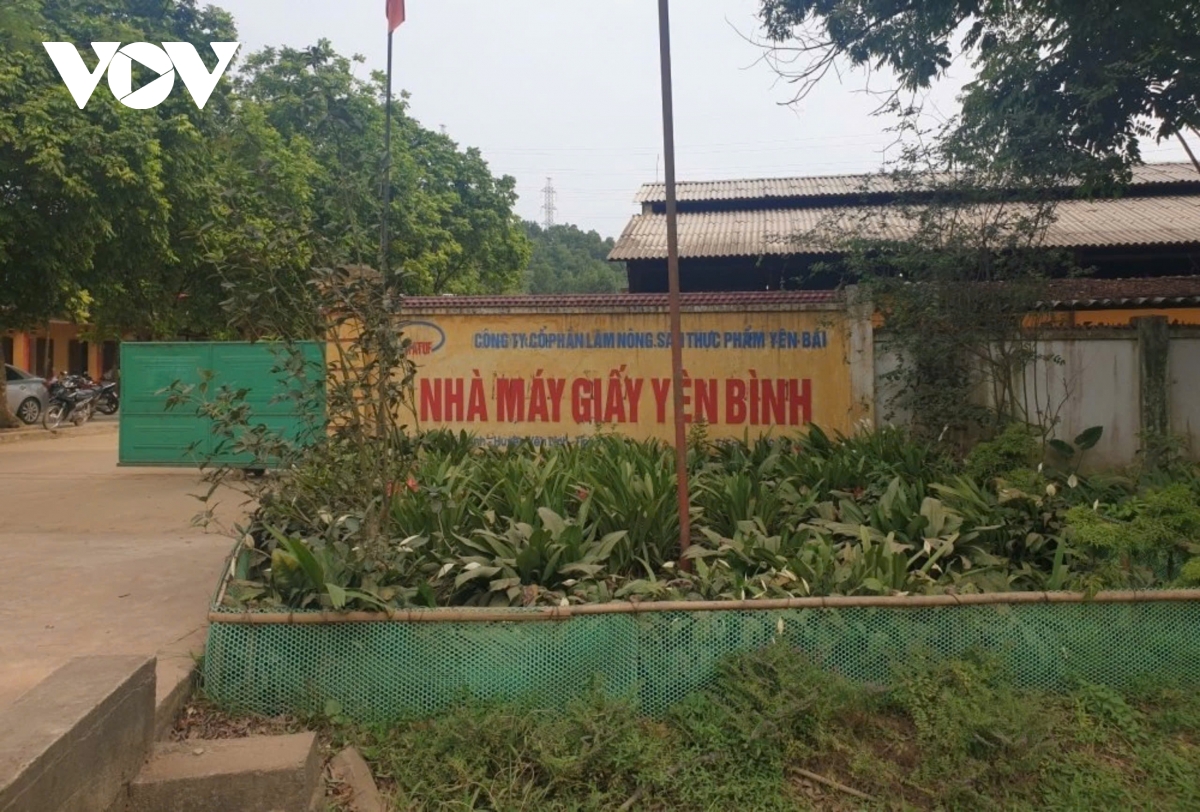 VOV
CÔNG TY CỔ PHẦN LÂM NÔNG SẢN THỰC PHẨM YÊN BÁI
NHÀ MÁY GIẤY YÊN BÌNH